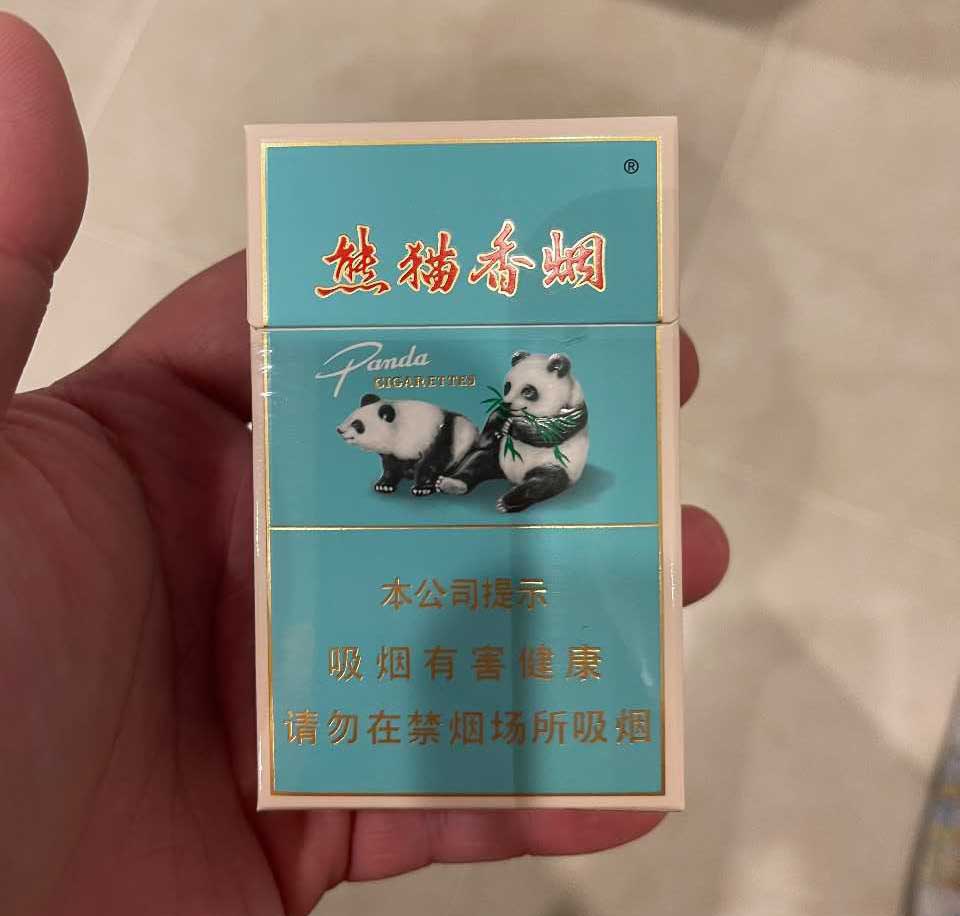 ®
熊猫香烟
Panda
CIGARETTES
本公司提示
吸烟有害健康
请勿在禁烟场所吸烟